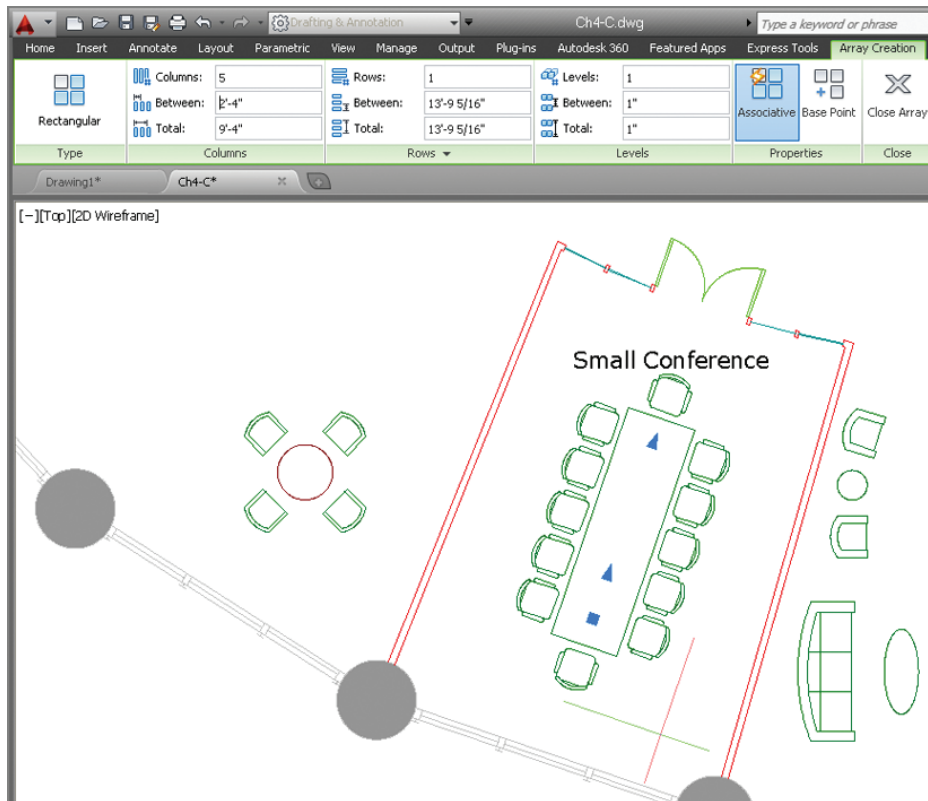 Drafting & Annotation
Ch4-C.dwg
Type a keyword or phrase
Home Insert Annotate Layout Parametric View Manage Output Plug-ins Autodesk 360 Featured Apps Express Tools Array Creation
Columns: 5 Rows: 1 Levels: 1
Between: 2'-4" Between: 13'-9 5/16" Between: 1"
Total: 9'-4" Total: 13'-9 5/16" Total: 1"
Rectangular
Associative Base Point Close Array
Type Columns Rows Levels Properties Close
Drawing1* Ch4-C*
[-][Top][2D Wireframe]
Small Conference